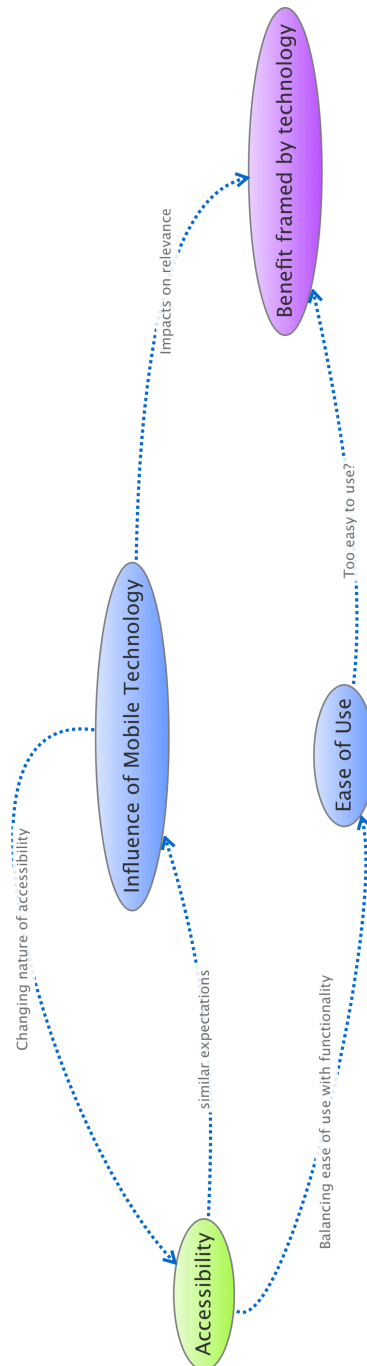 Changing nature of accessibility
Impacts on relevance
Influence of Mobile Technology
Benefit framed by technology
Accessibility
similar expectations
Ease of Use
Too easy to use?
Balancing ease of use with functionality